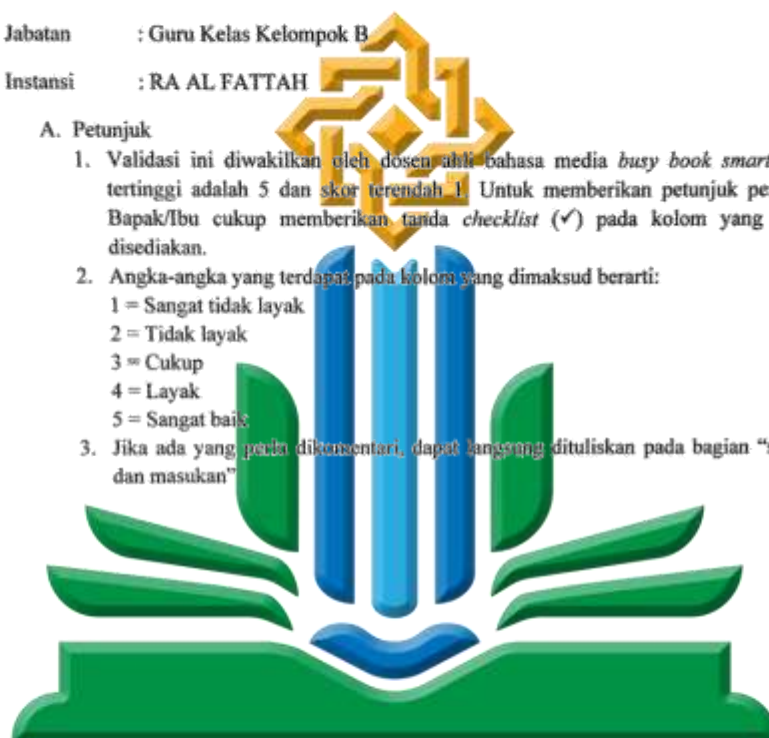 Jabatan : Guru Kelas Kelompok B
Instansi : RA AL FATTAH
A. Petunjuk
1. Validasi ini diwakilkan oleh dosen ahli bahasa media busy book smart
tertinggi adalah 5 dan skor terendah 1. Untuk memberikan petunjuk pe
Bapak/Ibu cukup memberikan tanda checklist (✓) pada kolom yang
disediakan.
2. Angka-angka yang terdapat pada kolom yang dimaksud berarti:
1 = Sangat tidak layak
2 = Tidak layak
3 = Cukup
4 = Layak
5 = Sangat baik
3. Jika ada yang perlu dikomentari, dapat langsung dituliskan pada bagian “
dan masukan”